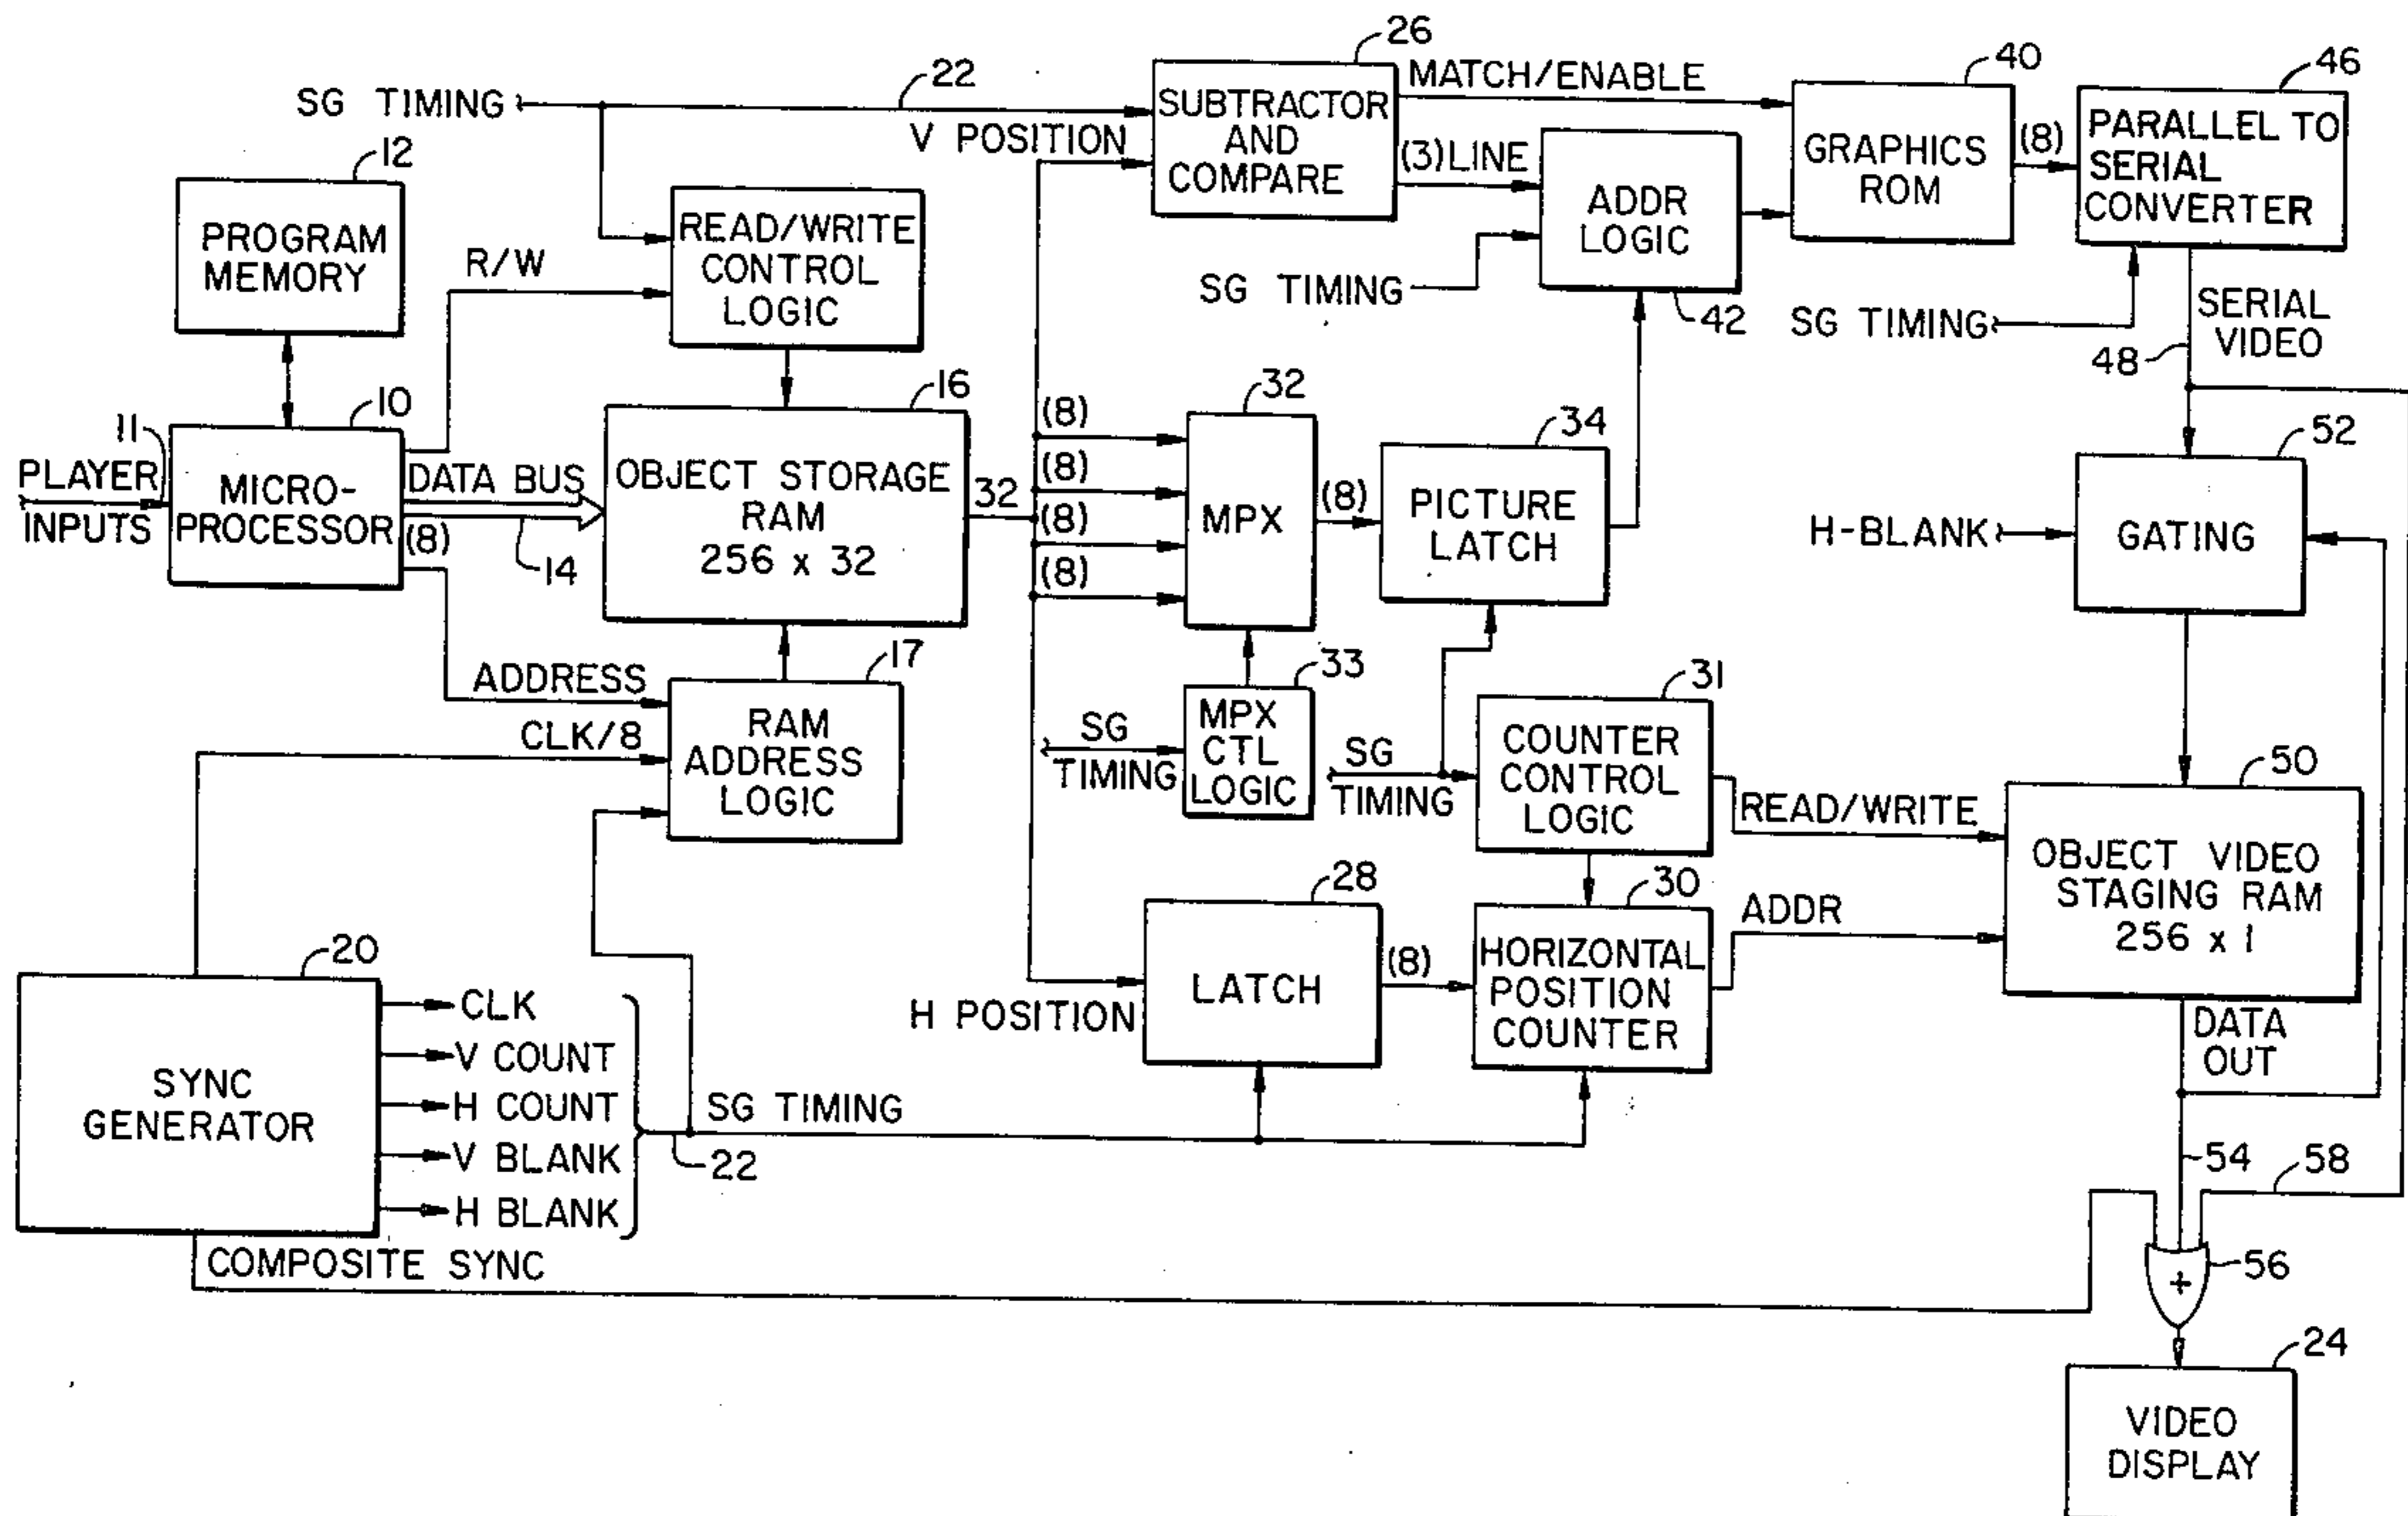 26
22
SG TIMING
V POSITION
SUBTRACTOR
AND
COMPARE
MATCH/ENABLE
(3) LINE
40
GRAPHICS
ROM
(8)
46
PARALLEL TO
SERIAL
CONVERTER
12
PROGRAM
MEMORY
READ/WRITE
CONTROL
LOGIC
R/W
ADDR
LOGIC
42
SG TIMING
SG TIMING
SERIAL
VIDEO
48
11
PLAYER
INPUTS
10
MICRO-
PROCESSOR
DATA BUS
(8)
14
16
OBJECT STORAGE
RAM
256 x 32
32
(8)
(8)
(8)
(8)
32
MPX
(8)
34
PICTURE
LATCH
52
H-BLANK
GATING
ADDRESS
CLK/8
17
RAM
ADDRESS
LOGIC
SG
TIMING
33
MPX
CTL
LOGIC
SG
TIMING
31
COUNTER
CONTROL
LOGIC
READ/WRITE
50
OBJECT VIDEO
STAGING RAM
256 x 1
28
H POSITION
LATCH
(8)
30
HORIZONTAL
POSITION
COUNTER
ADDR
DATA
OUT
20
SYNC
GENERATOR
CLK
V COUNT
H COUNT
V BLANK
H BLANK
22
SG TIMING
COMPOSITE SYNC
54
58
+
56
24
VIDEO
DISPLAY